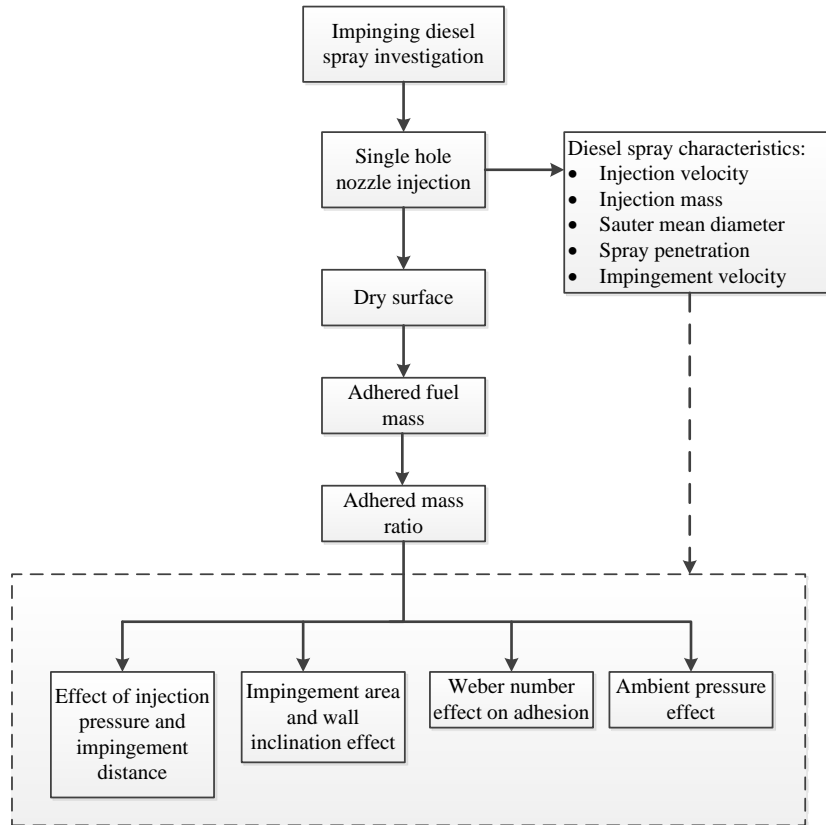 Impinging diesel
spray investigation
Single hole
nozzle injection
Diesel spray characteristics:
• Injection velocity
• Injection mass
• Sauter mean diameter
• Spray penetration
• Impingement velocity
Dry surface
Adhered fuel
mass
Adhered mass
ratio
Effect of injection
pressure and
impingement
distance
Impingement area
and wall
inclination effect
Weber number
effect on adhesion
Ambient pressure
effect